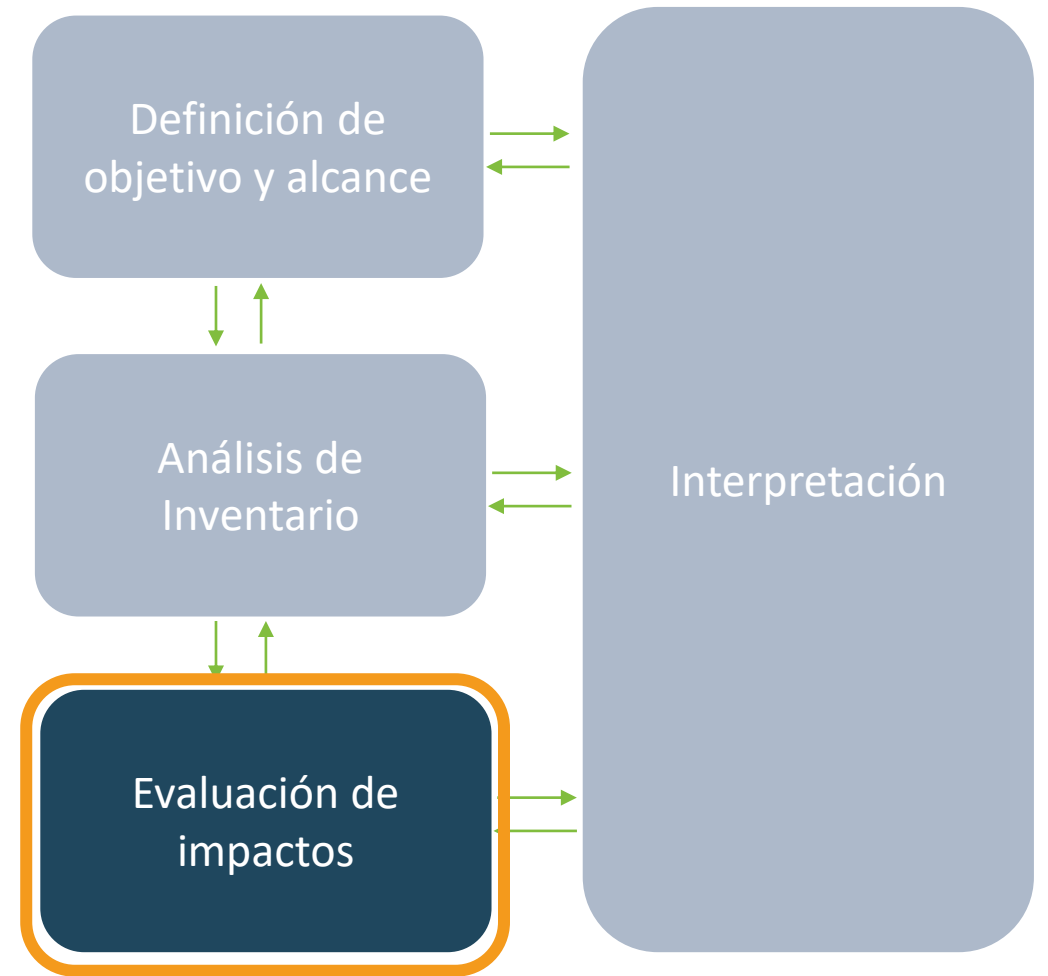 Definición de
objetivo y alcance
Análisis de
Inventario
Interpretación
Evaluación de
impactos